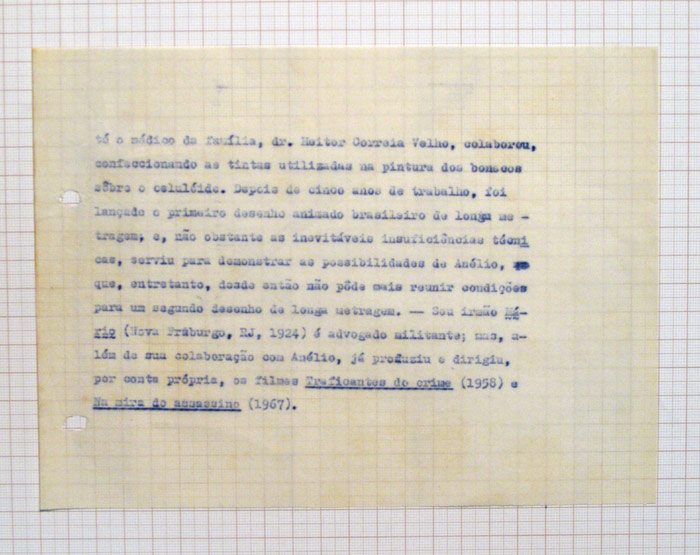 té o médico da família, dr. Heitor Correia Velho, colaborou,
confeccionando as tintas utilizadas na pintura dos bonecos
sôbre o celulóide. Depois de cinco anos de trabalho, foi
lançado o primeiro desenho animado brasileiro de longa me -
tragem; e, não obstante as inevitáveis insuficiências técni
cas, serviu para demonstrar as possibilidades de Anélio,
que, entretanto, desde então não pôde mais reunir condições
para um segundo desenho de longa metragem. — Seu irmão Má-
rio (Nova Friburgo, RJ, 1924) é advogado militante; mas, a-
lém de sua colaboração com Anélio, já produziu e dirigiu,
por conta própria, os filmes Traficantes do crime (1958) e
Na mira do assassino (1967).